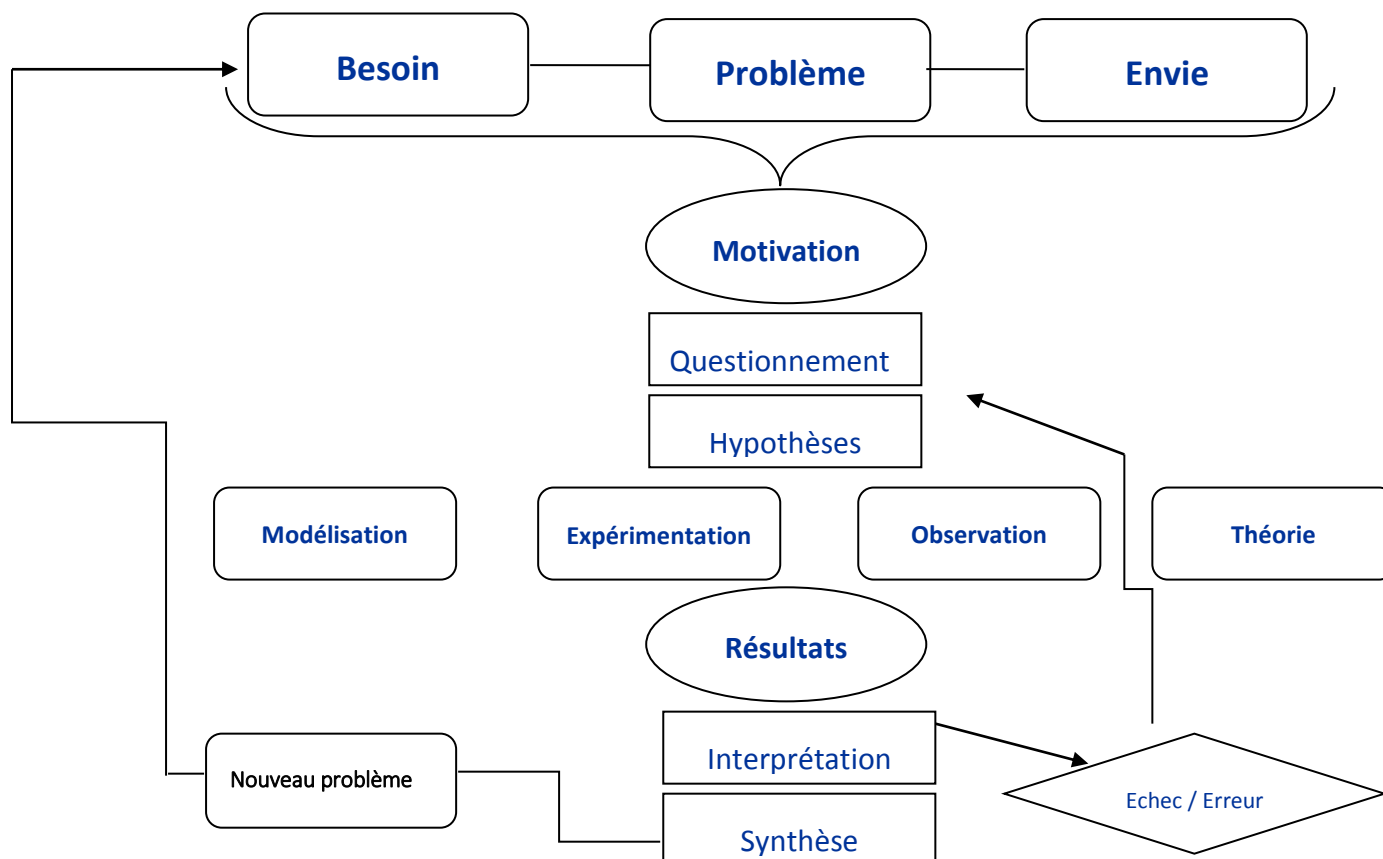 Besoin
Problème
Envie
Motivation
Questionnement
Hypothèses
Modélisation
Expérimentation
Observation
Théorie
Résultats
Interprétation
Nouveau problème
Echec / Erreur
Synthèse